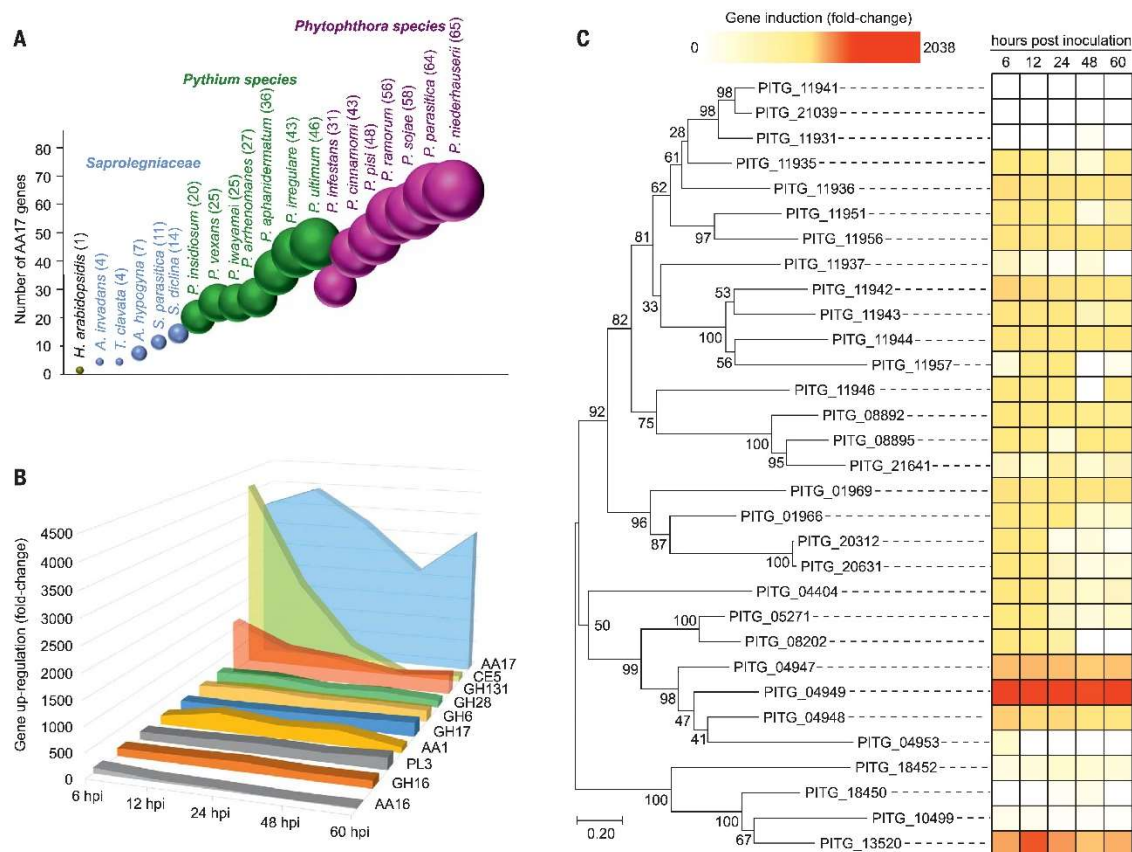 A
Phytophthora species
Pythium species
Saprolegniaceae
Number of AA17 genes
80
70
60
50
40
30
20
10
0
H. arabidopsidis (1)
A. invadans (4)
T. clavata (4)
A. hypogyna (7)
S. parasitica (11)
S. diclina (14)
P. insidiosum (20)
P. vexans (25)
P. iwayamai (25)
P. arrhenomanes (27)
P. aphanidermatum (36)
P. irregulare (43)
P. ultimum (46)
P. infestans (31)
P. cinnamomi (43)
P. pisi (48)
P. ramorum (56)
P. sojae (58)
P. parasitica (64)
P. niederhauserii (65)
B
Gene up-regulation (fold-change)
4500
4000
3500
3000
2500
2000
1500
1000
500
0
6 hpi
12 hpi
24 hpi
48 hpi
60 hpi
AA17
CE5
GH131
GH28
GH6
GH17
AA1
PL3
GH16
AA16
C
Gene induction (fold-change)
0
2038
hours post inoculation
6 12 24 48 60
PITG_11941
PITG_21039
PITG_11931
PITG_11935
PITG_11936
PITG_11951
PITG_11956
PITG_11937
PITG_11942
PITG_11943
PITG_11944
PITG_11957
PITG_11946
PITG_08892
PITG_08895
PITG_21641
PITG_01969
PITG_01966
PITG_20312
PITG_20631
PITG_04404
PITG_05271
PITG_08202
PITG_04947
PITG_04949
PITG_04948
PITG_04953
PITG_18452
PITG_18450
PITG_10499
PITG_13520
98
98
28
61
62
97
81
53
33
100
56
82
75
100
95
92
96
87
100
50
100
99
98
47
41
100
100
67
0.20